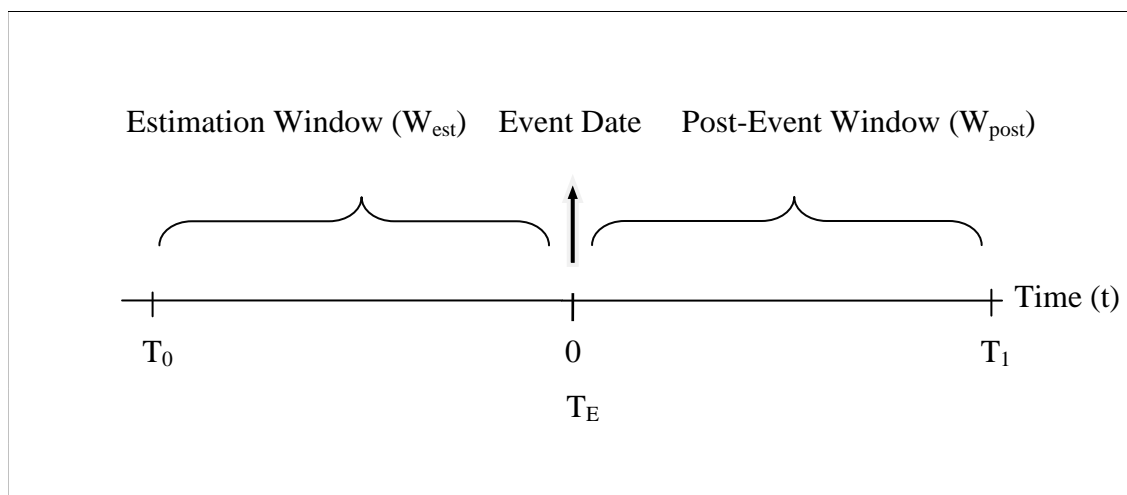 Estimation Window (West) Event Date Post-Event Window (Wpost)
Time (t)
T0 0 T1
TE